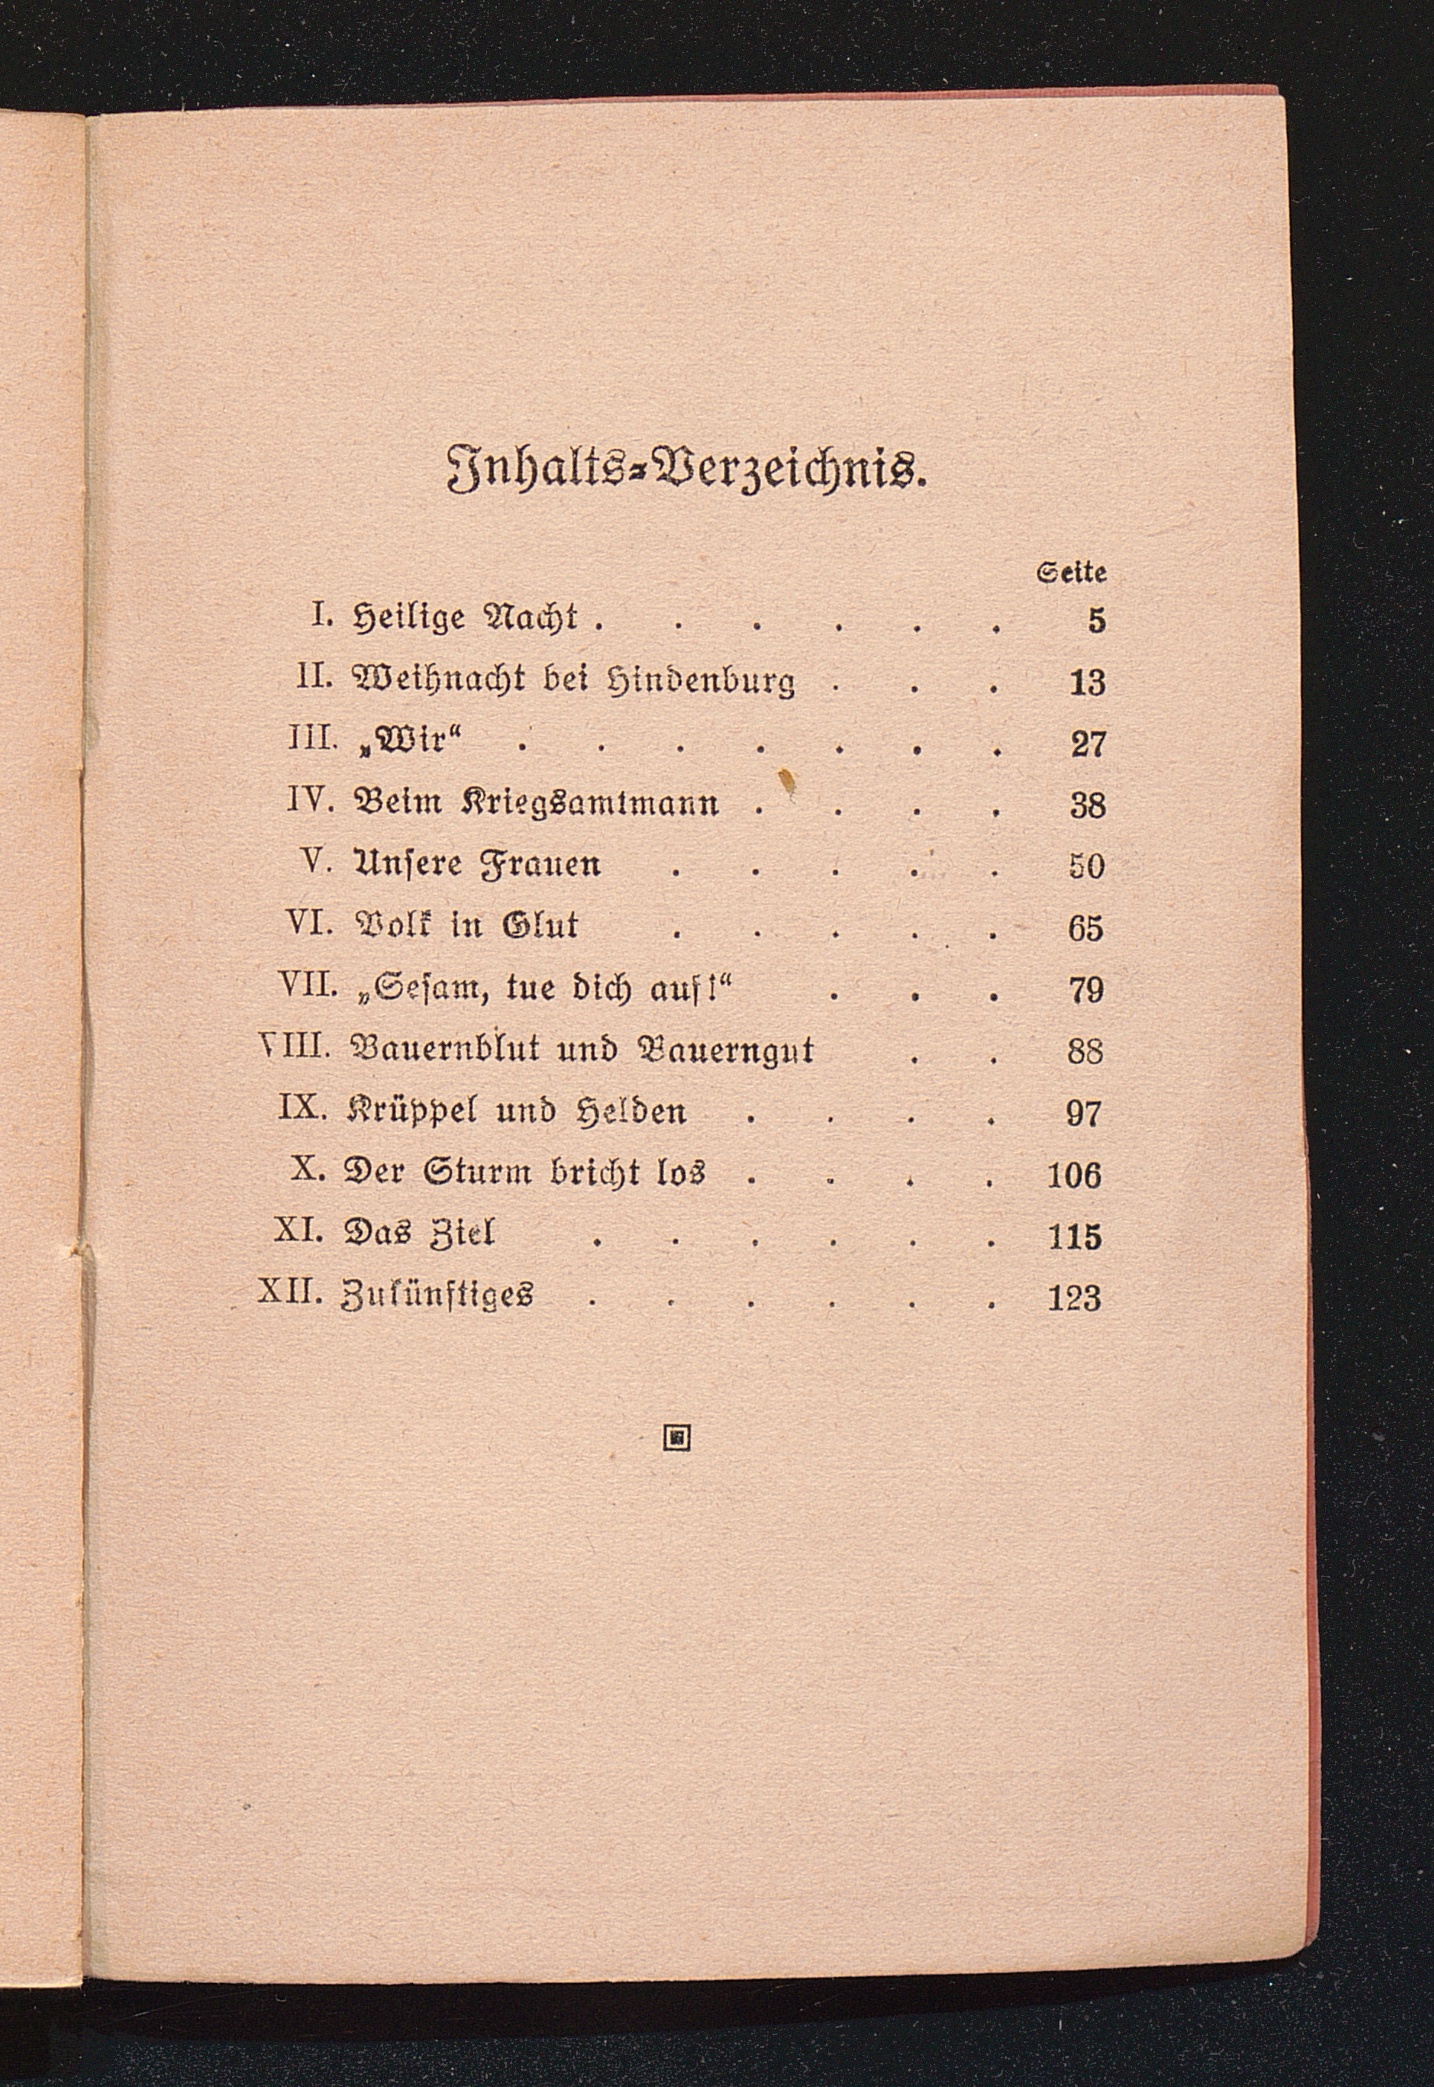 Inhalts-Verzeichnis.
Seite
I. Heilige Nacht . . . . . . 5
II. Weihnacht bei Hindenburg . . . 13
III. „Wir“ . . . . . . . 27
IV. Beim Kriegsamtmann . . . . 38
V. Unsere Frauen . . . . . 50
VI. Volk in Glut . . . . . 65
VII. „Sesam, tue dich auf!“ . . . 79
VIII. Bauernblut und Bauerngut . . 88
IX. Krüppel und Helden . . . . 97
X. Der Sturm bricht los . . . . 106
XI. Das Ziel . . . . . . 115
XII. Zukünftiges . . . . . . 123